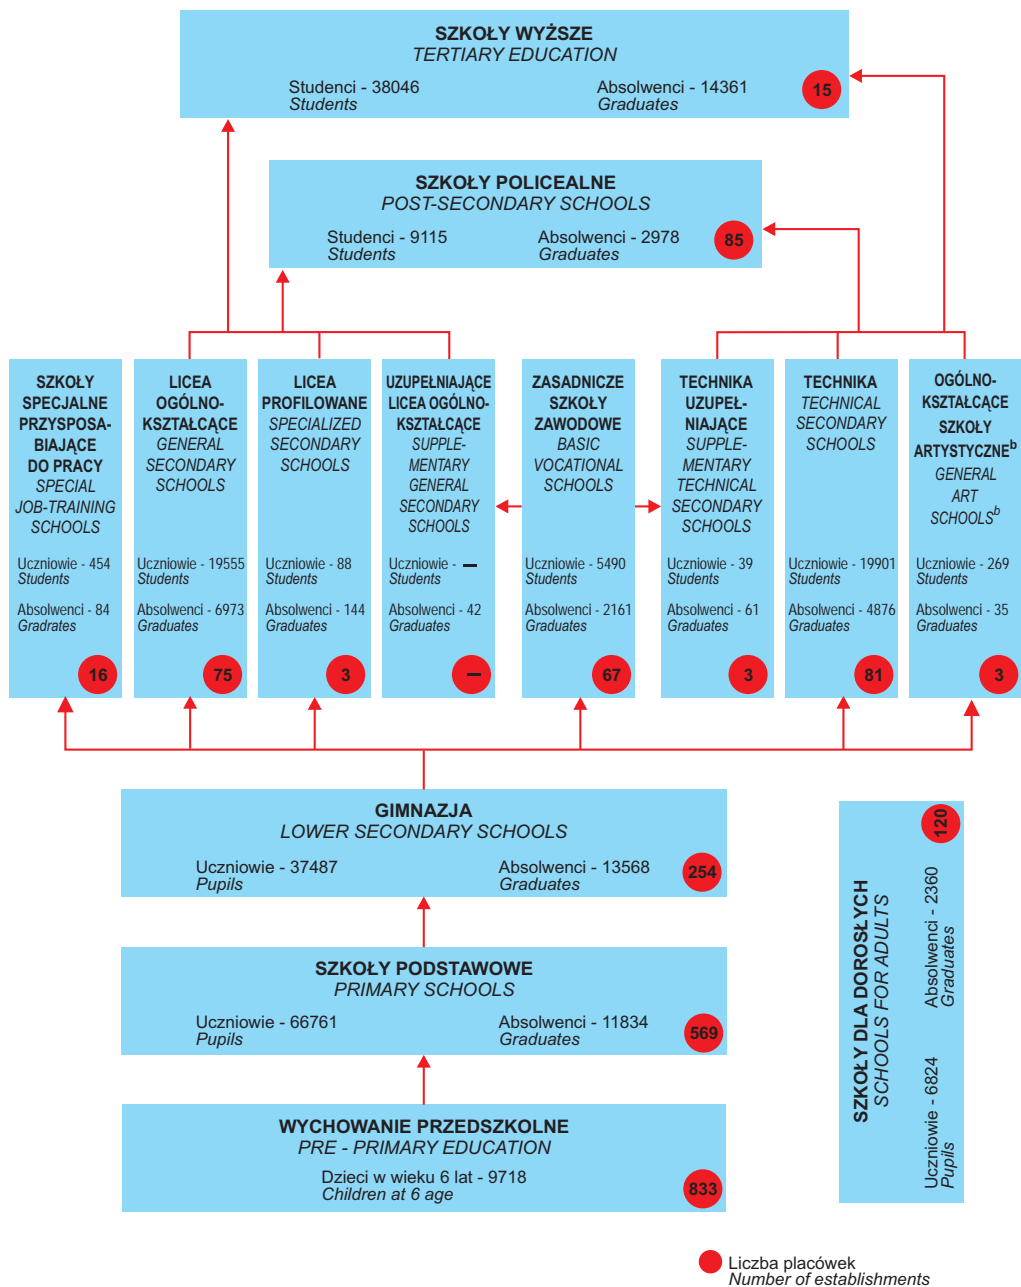 SZKOŁY WYŻSZE
TERTIARY EDUCATION
Studenci - 38046
Students
Absolwenci - 14361
Graduates
15
SZKOŁY POLICEALNE
POST-SECONDARY SCHOOLS
Studenci - 9115
Students
Absolwenci - 2978
Graduates
85
SZKOŁY
SPECJALNE
PRZYSPOSA-
BIAJĄCE
DO PRACY
SPECIAL
JOB-TRAINING
SCHOOLS
Uczniowie - 454
Students
Absolwenci - 84
Gradrates
16
LICEA
OGÓLNO-
KSZTAŁCĄCE
GENERAL
SECONDARY
SCHOOLS
Uczniowie - 19555
Students
Absolwenci - 6973
Graduates
75
LICEA
PROFILOWANE
SPECIALIZED
SECONDARY
SCHOOLS
Uczniowie - 88
Students
Absolwenci - 144
Graduates
3
UZUPEŁNIAJĄCE
LICEA OGÓLNO-
KSZTAŁCĄCE
SUPPLE-
MENTARY
GENERAL
SECONDARY
SCHOOLS
Uczniowie - —
Students
Absolwenci - 42
Graduates
—
ZASADNICZE
SZKOŁY
ZAWODOWE
BASIC
VOCATIONAL
SCHOOLS
Uczniowie - 5490
Students
Absolwenci - 2161
Graduates
67
TECHNIKA
UZUPEŁ-
NIAJĄCE
SUPPLE-
MENTARY
TECHNICAL
SECONDARY
SCHOOLS
Uczniowie - 39
Students
Absolwenci - 61
Graduates
3
TECHNIKA
TECHNICAL
SECONDARY
SCHOOLS
Uczniowie - 19901
Students
Absolwenci - 4876
Graduates
81
OGÓLNO-
KSZTAŁCĄCE
SZKOŁY
ARTYSTYCZNE b
GENERAL
ART
SCHOOLS b
Uczniowie - 269
Students
Absolwenci - 35
Graduates
3
GIMNAZJA
LOWER SECONDARY SCHOOLS
Uczniowie - 37487
Pupils
Absolwenci - 13568
Graduates
254
SZKOŁY PODSTAWOWE
PRIMARY SCHOOLS
Uczniowie - 66761
Pupils
Absolwenci - 11834
Graduates
569
WYCHOWANIE PRZEDSZKOLNE
PRE - PRIMARY EDUCATION
Dzieci w wieku 6 lat - 9718
Children at 6 age
833
SZKOŁY DLA DOROSŁYCH
SCHOOLS FOR ADULTS
Uczniowie - 6824
Pupils
Absolwenci - 2360
Graduates
120
Liczba placówek
Number of establishments